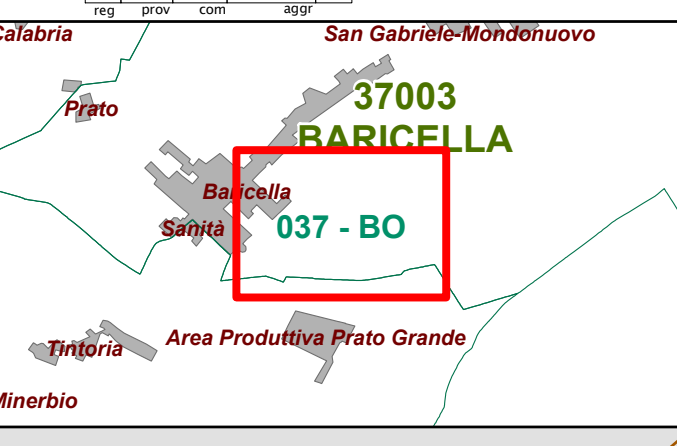 reg prov com aggr
Calabria
San Gabriele-Mondonuovo
37003
Prato
BARICELLA
Baricella
Sanità
037 - BO
Area Produttiva Prato Grande
Tintoria
Minerbio